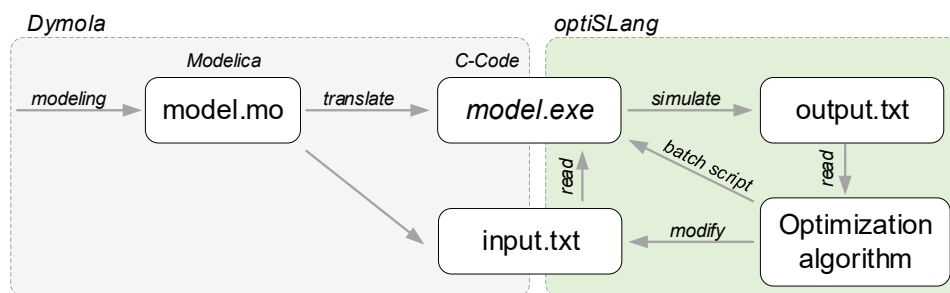 Dymola
optiSLang
Modelica
C-Code
modeling
model.mo
translate
model.exe
simulate
output.txt
batch script
read
read
input.txt
modify
Optimization
algorithm